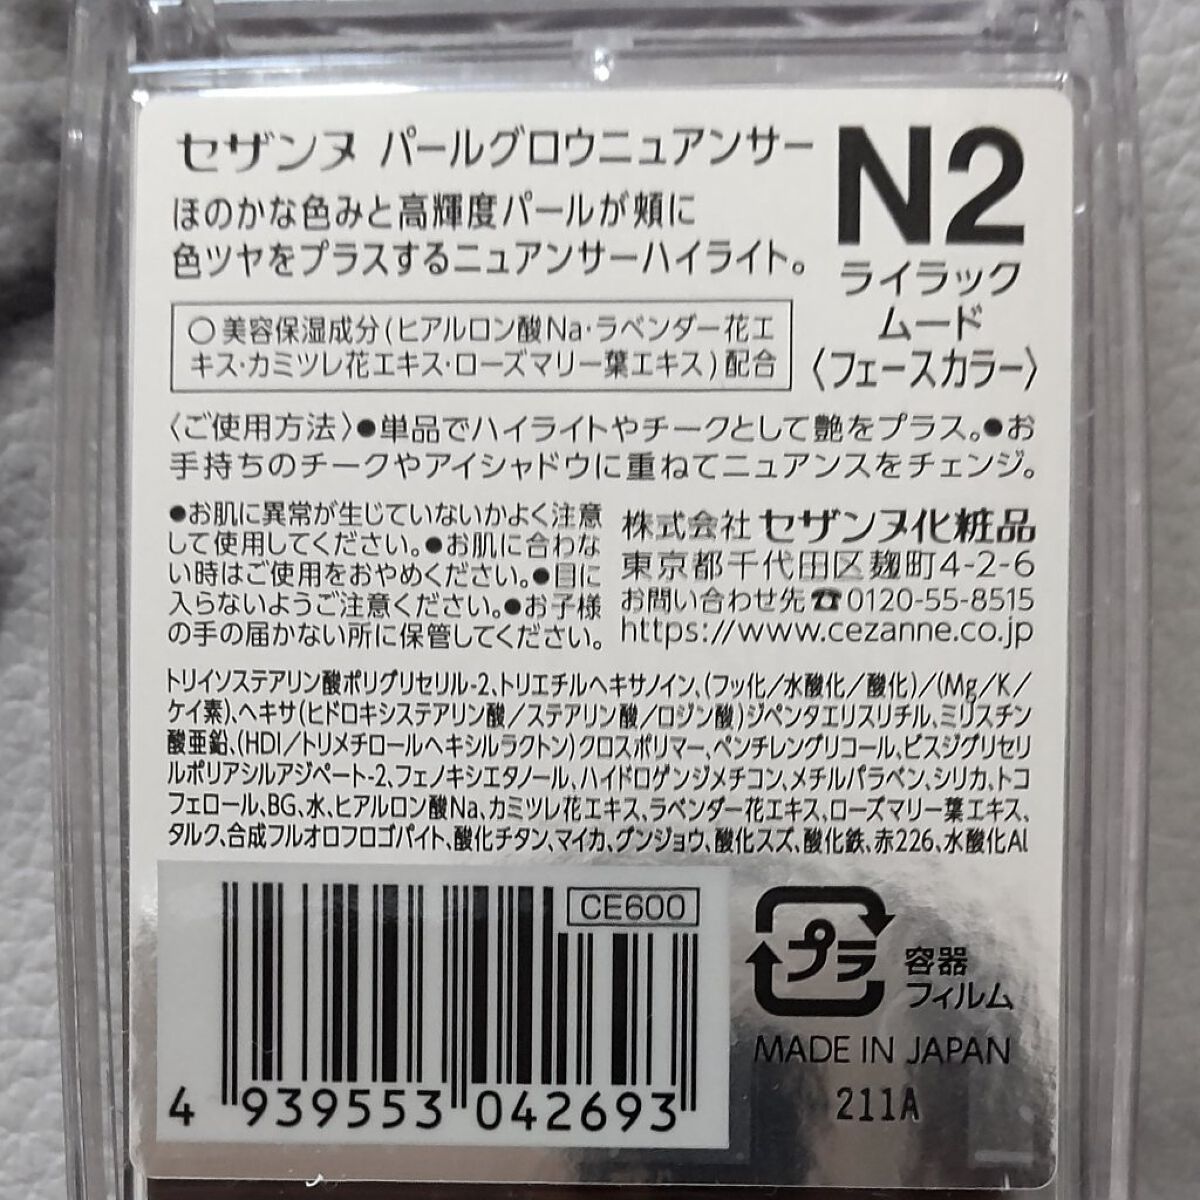 セザンヌ パールグロウニュアンサー
ほのかな色みと高輝度パールが頬に
色ツヤをプラスするニュアンサーハイライト。
N2
ライラック
ムード
〈フェースカラー〉
○美容保湿成分(ヒアルロン酸Na・ラベンダー花エ
キス・カミツレ花エキス・ローズマリー葉エキス)配合
〈ご使用方法〉●単品でハイライトやチークとして艶をプラス。●お
手持ちのチークやアイシャドウに重ねてニュアンスをチェンジ。
●お肌に異常が生じていないかよく注意
して使用してください。●お肌に合わな
い時はご使用をおやめください。●目に
入らないようご注意ください。●お子様
の手の届かない所に保管してください。
株式会社 セザンヌ化粧品
東京都千代田区麹町4-2-6
お問い合わせ先☎0120-55-8515
https://www.cezanne.co.jp
トリイソステアリン酸ポリグリセリル-2、トリエチルヘキサノイン、(フッ化/水酸化/酸化)/(Mg/K/
ケイ素)、ヘキサ(ヒドロキシステアリン酸/ステアリン酸/ロジン酸)ジペンタエリスリチル、ミリスチン
酸亜鉛、(HDI/トリメチロールヘキシルラクトン)クロスポリマー、ペンチレングリコール、ビスジグリセリ
ルポリアシルアジペート-2、フェノキシエタノール、ハイドロゲンジメチコン、メチルパラベン、シリカ、トコ
フェロール、BG、水、ヒアルロン酸Na、カミツレ花エキス、ラベンダー花エキス、ローズマリー葉エキス、
タルク、合成フルオロフロゴパイト、酸化チタン、マイカ、グンジョウ、酸化スズ、酸化鉄、赤226、水酸化Al
CE600
4 939553 042693
プラ
容器
フィルム
MADE IN JAPAN
211A